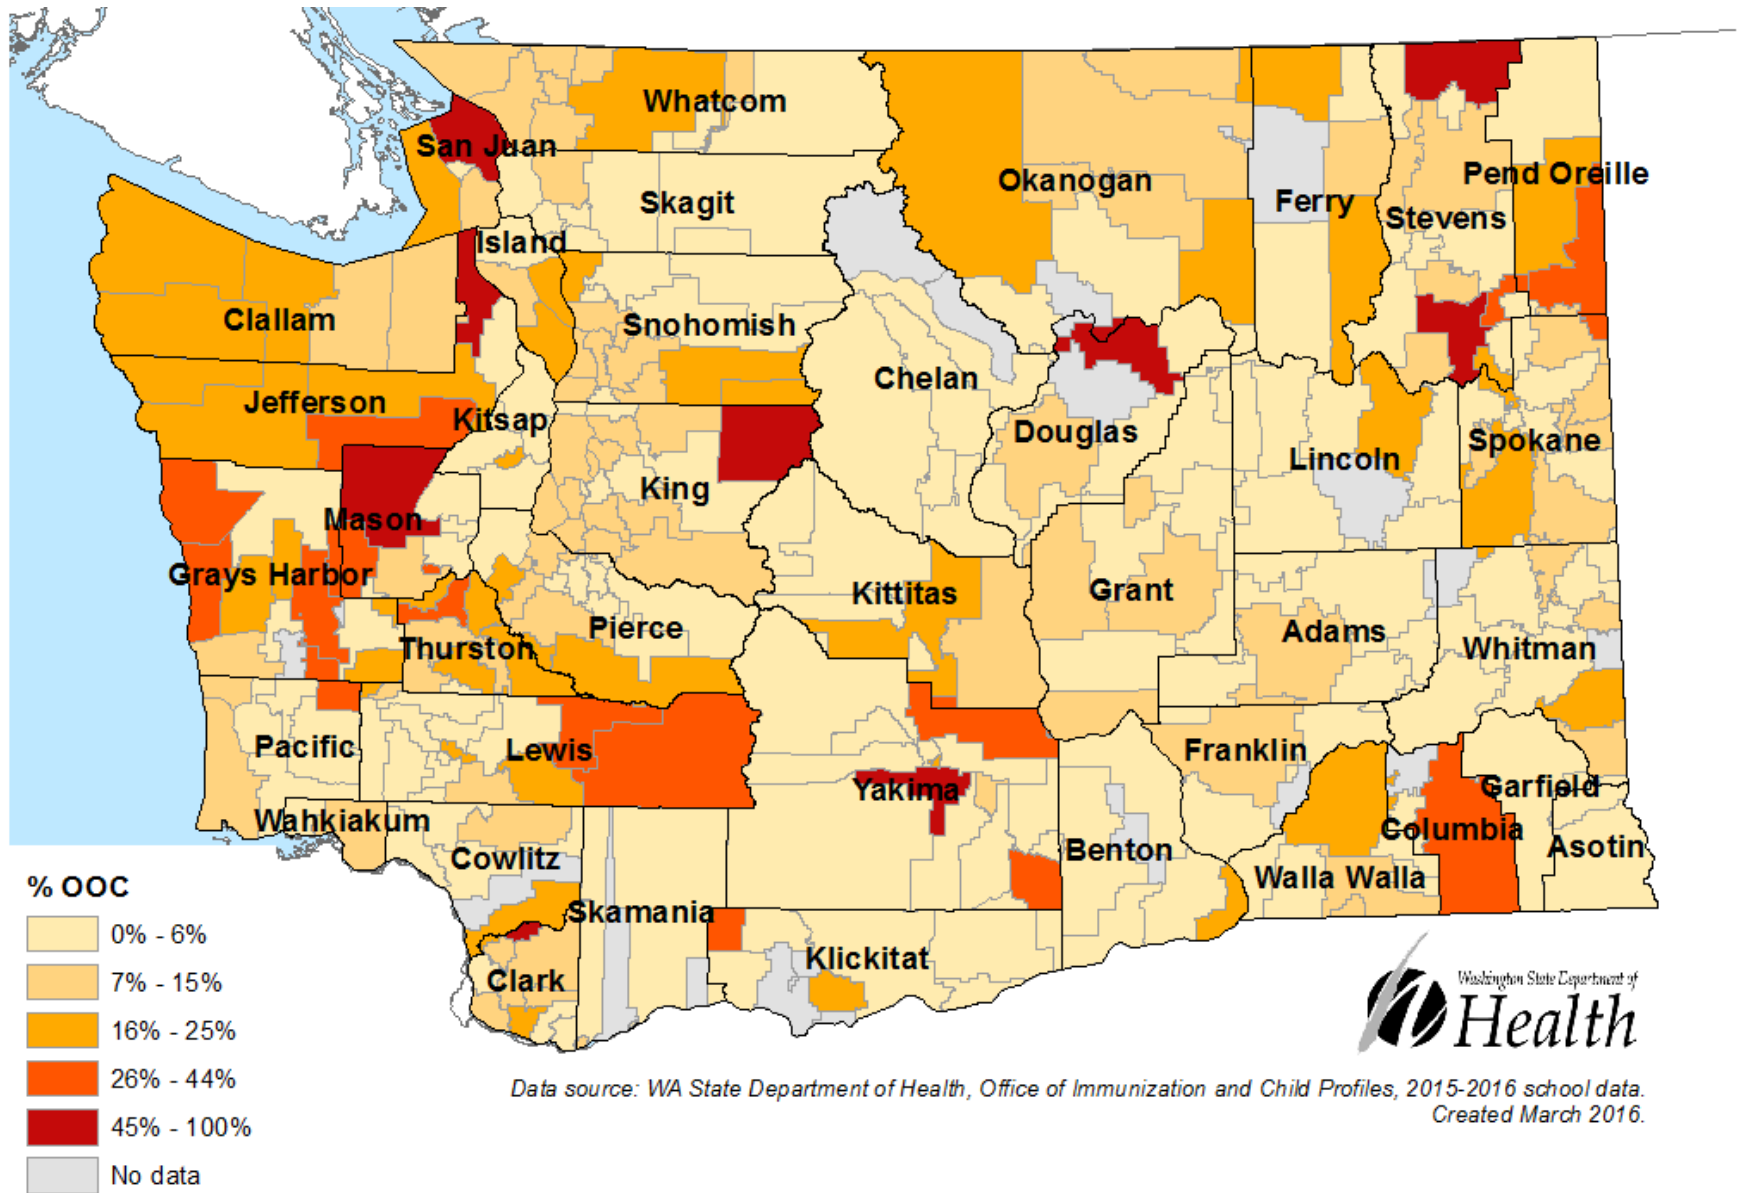 Whatcom
San Juan
Okanogan
Pend Oreille
Skagit
Ferry
Stevens
Island
Clallam
Snohomish
Chelan
Jefferson
Kitsap
Douglas
Spokane
Lincoln
King
Mason
Grays Harbor
Kittitas
Grant
Pierce
Adams
Thurston
Whitman
Pacific
Lewis
Franklin
Yakima
Garfield
Wahkiakum
Columbia
Cowlitz
Benton
Asotin
Walla Walla
Skamania
Klickitat
Clark
% OOC
0% - 6%
7% - 15%
16% - 25%
26% - 44%
45% - 100%
No data
Washington State Department of
Health
Data source: WA State Department of Health, Office of Immunization and Child Profiles, 2015-2016 school data.
Created March 2016.